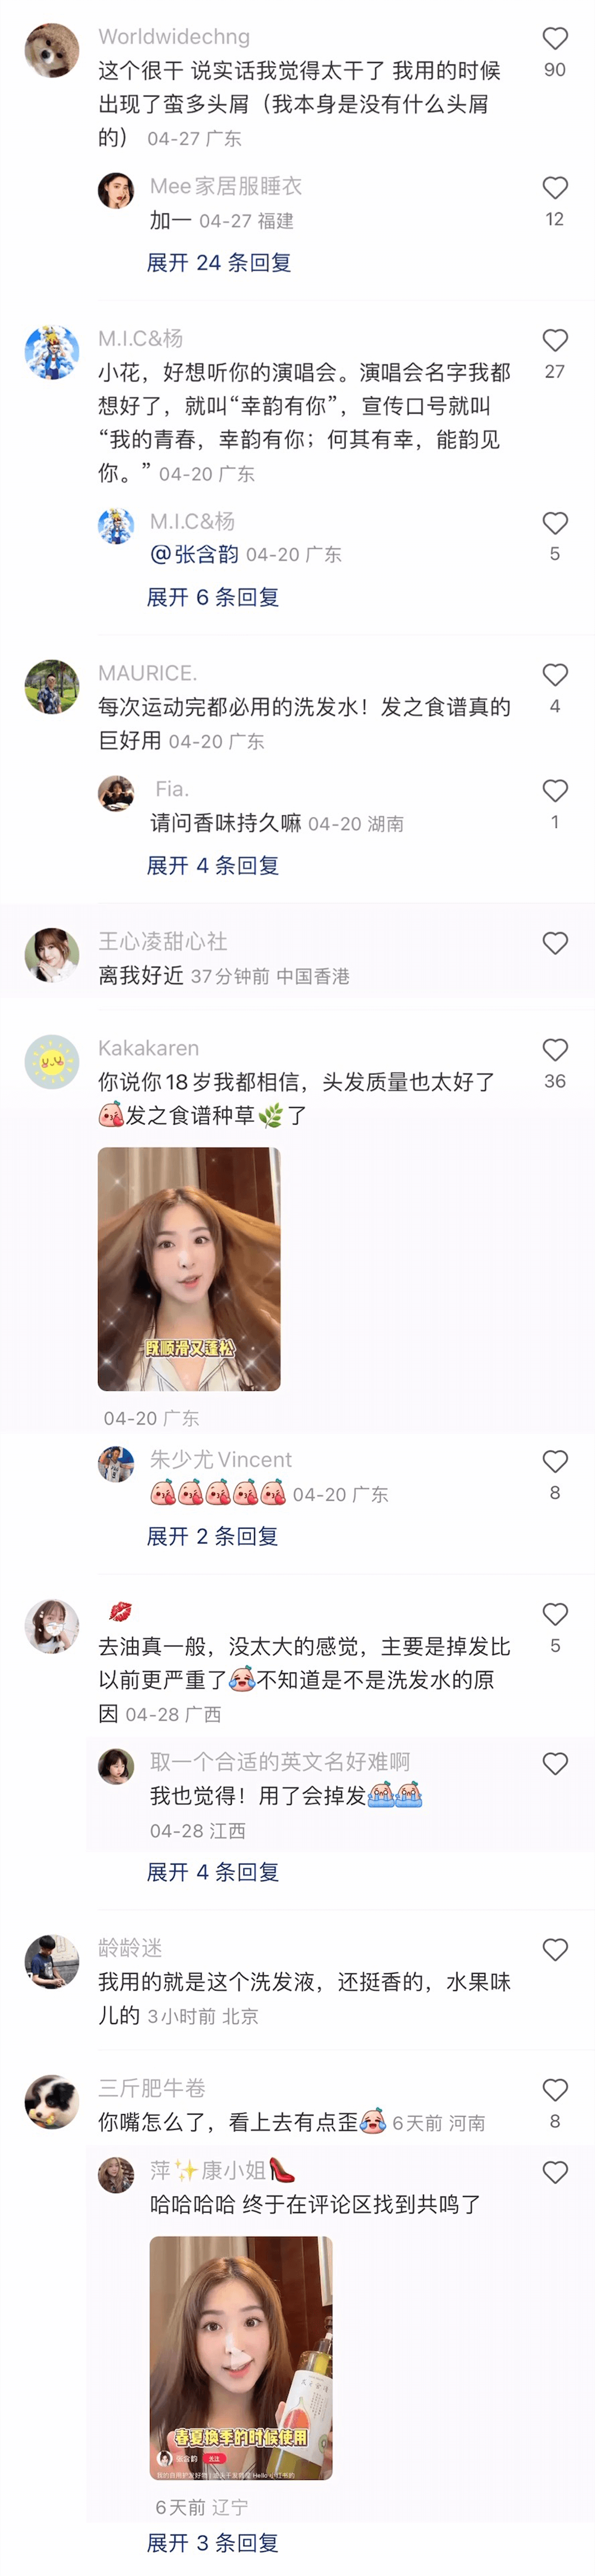 Worldwidechng
这个很干 说实话我觉得太干了 我用的时候
90
出现了蛮多头屑（我本身是没有什么头屑
的） 04-27 广东
Mee家居服睡衣
加一 04-27 福建
12
展开 24 条回复
M.I.C&杨
小花，好想听你的演唱会。演唱会名字我都
27
想好了，就叫“幸韵有你”，宣传口号就叫
“我的青春，幸韵有你；何其有幸，能韵见
你。” 04-20 广东
M.I.C&杨
@张含韵 04-20 广东
5
展开 6 条回复
MAURICE.
每次运动完都必用的洗发水！发之食谱真的
4
巨好用 04-20 广东
Fia.
请问香味持久嘛 04-20 湖南
1
展开 4 条回复
王心凌甜心社
离我好近 37分钟前 中国香港
Kakakaren
你说你18岁我都相信，头发质量也太好了
36
发之食谱种草🌿了
既顺滑又蓬松
04-20 广东
朱少尤Vincent
04-20 广东
8
展开 2 条回复
💋
去油真一般，没太大的感觉，主要是掉发比
5
以前更严重了不知道是不是洗发水的原
因 04-28 广西
取一个合适的英文名好难啊
我也觉得！用了会掉发
04-28 江西
展开 4 条回复
龄龄迷
我用的就是这个洗发液，还挺香的，水果味
儿的 3小时前 北京
三斤肥牛卷
你嘴怎么了，看上去有点歪 6天前 河南
8
萍✨康小姐👠
哈哈哈哈 终于在评论区找到共鸣了
春夏换季的时候使用
张含韵 关注
6天前 辽宁
展开 3 条回复